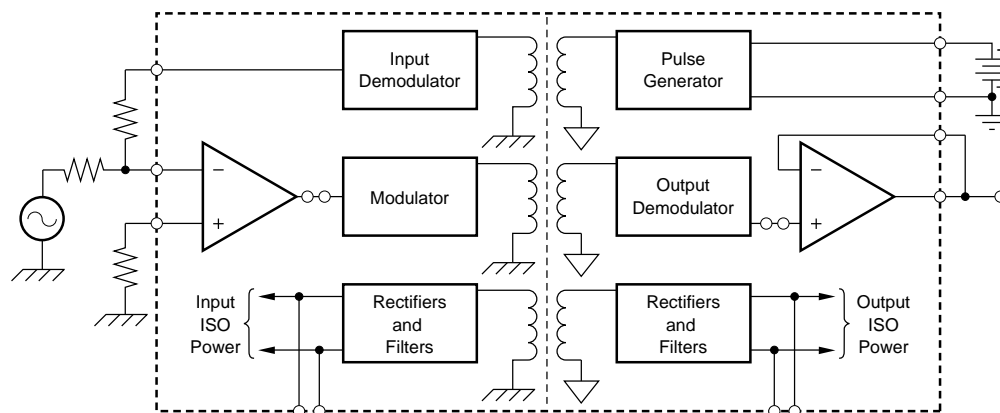 Input
Demodulator
Pulse
Generator
−
+
Modulator
Output
Demodulator
−
+
Input
ISO
Power
Rectifiers
and
Filters
Rectifiers
and
Filters
Output
ISO
Power